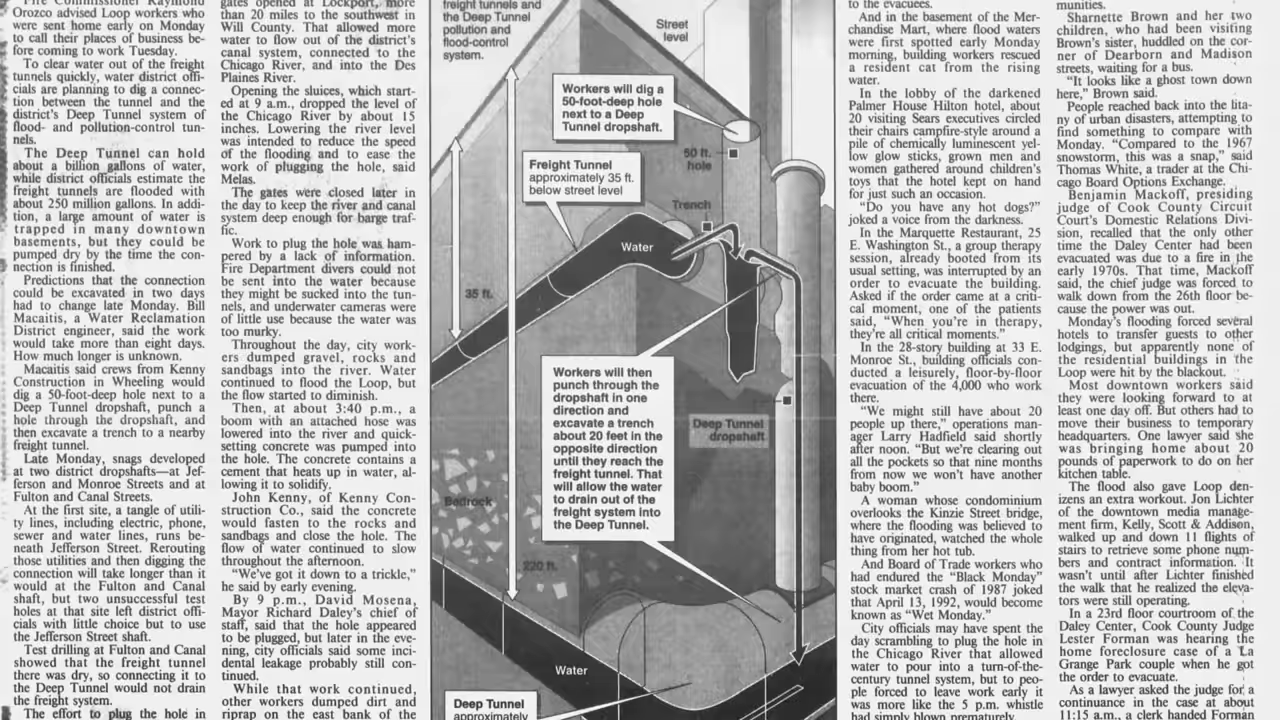 Fire Commissioner Raymond
Orozco advised Loop workers who
were sent home early on Monday
to call their places of business be-
fore coming to work Tuesday.
To clear water out of the freight
tunnels quickly, water district offi-
cials are planning to dig a connec-
tion between the tunnel and the
district's Deep Tunnel system of
flood- and pollution-control tun-
nels.
The Deep Tunnel can hold
about a billion gallons of water,
while district officials estimate the
freight tunnels are flooded with
about 250 million gallons. In addi-
tion, a large amount of water is
trapped in many downtown
basements, but they could be
pumped dry by the time the con-
nection is finished.
Predictions that the connection
could be excavated in two days
had to change late Monday. Bill
Macaitis, a Water Reclamation
District engineer, said the work
would take more than eight days.
How much longer is unknown.
Macaitis said crews from Kenny
Construction in Wheeling would
dig a 50-foot-deep hole next to a
Deep Tunnel dropshaft, punch a
hole through the dropshaft, and
then excavate a trench to a nearby
freight tunnel.
Late Monday, snags developed
at two district dropshafts—at Jef-
ferson and Monroe Streets and at
Fulton and Canal Streets.
At the first site, a tangle of utili-
ty lines, including electric, phone,
sewer and water lines, runs be-
neath Jefferson Street. Rerouting
those utilities and then digging the
connection will take longer than it
would at the Fulton and Canal
shaft, but two unsuccessful test
holes at that site left district offi-
cials with little choice but to use
the Jefferson Street shaft.
Test drilling at Fulton and Canal
showed that the freight tunnel
there was dry, so connecting it to
the Deep Tunnel would not drain
the freight system.
The effort to plug the hole in
gates opened at Lockport, more
than 20 miles to the southwest in
Will County. That allowed more
water to flow out of the district's
canal system, connected to the
Chicago River, and into the Des
Plaines River.
Opening the sluices, which start-
ed at 9 a.m., dropped the level of
the Chicago River by about 15
inches. Lowering the river level
was intended to reduce the speed
of the flooding and to ease the
work of plugging the hole, said
Melas.
The gates were closed later in
the day to keep the river and canal
system deep enough for barge traf-
fic.
Work to plug the hole was ham-
pered by a lack of information.
Fire Department divers could not
be sent into the water because
they might be sucked into the tun-
nels, and underwater cameras were
of little use because the water was
too murky.
Throughout the day, city work-
ers dumped gravel, rocks and
sandbags into the river. Water
continued to flood the Loop, but
the flow started to diminish.
Then, at about 3:40 p.m., a
boom with an attached hose was
lowered into the river and quick-
setting concrete was pumped into
the hole. The concrete contains a
cement that heats up in water, al-
lowing it to solidify.
John Kenny, of Kenny Con-
struction Co., said the concrete
would fasten to the rocks and
sandbags and close the hole. The
flow of water continued to slow
throughout the afternoon.
"We've got it down to a trickle,"
he said by early evening.
By 9 p.m., David Mosena,
Mayor Richard Daley's chief of
staff, said that the hole appeared
to be plugged, but later in the eve-
ning, city officials said some inci-
dental leakage probably still con-
tinued.
While that work continued,
other workers dumped dirt and
riprap on the east bank of the
freight tunnels and
the Deep Tunnel
pollution and
flood-control
system.
Street
level
Workers will dig a
50-foot-deep hole
next to a Deep
Tunnel dropshaft.
50 ft.
hole
Freight Tunnel
approximately 35 ft.
below street level
Trench
Water
35 ft.
Workers will then
punch through the
dropshaft in one
direction and
excavate a trench
about 20 feet in the
opposite direction
until they reach the
freight tunnel. That
will allow the water
to drain out of the
freight system into
the Deep Tunnel.
Deep Tunnel
dropshaft
Bedrock
220 ft.
Water
Deep Tunnel
approximately
to the evacuees.
And in the basement of the Mer-
chandise Mart, where flood waters
were first spotted early Monday
morning, building workers rescued
a resident cat from the rising
water.
In the lobby of the darkened
Palmer House Hilton hotel, about
20 visiting Sears executives circled
their chairs campfire-style around a
pile of chemically luminescent yel-
low glow sticks, grown men and
women gathered around children's
toys that the hotel kept on hand
for just such an occasion.
"Do you have any hot dogs?"
joked a voice from the darkness.
In the Marquette Restaurant, 25
E. Washington St., a group therapy
session, already booted from its
usual setting, was interrupted by an
order to evacuate the building.
Asked if the order came at a criti-
cal moment, one of the patients
said, "When you're in therapy,
they're all critical moments."
In the 28-story building at 33 E.
Monroe St., building officials con-
ducted a leisurely, floor-by-floor
evacuation of the 4,000 who work
there.
"We might still have about 20
people up there," operations man-
ager Larry Hadfield said shortly
after noon. "But we're clearing out
all the pockets so that nine months
from now we won't have another
baby boom."
A woman whose condominium
overlooks the Kinzie Street bridge,
where the flooding was believed to
have originated, watched the whole
thing from her hot tub.
And Board of Trade workers who
had endured the "Black Monday"
stock market crash of 1987 joked
that April 13, 1992, would become
known as "Wet Monday."
City officials may have spent the
day scrambling to plug the hole in
the Chicago River that allowed
water to pour into a turn-of-the-
century tunnel system, but to peo-
ple forced to leave work early it
was more like the 5 p.m. whistle
had simply blown prematurely.
munities.
Sharnette Brown and her two
children, who had been visiting
Brown's sister, huddled on the cor-
ner of Dearborn and Madison
streets, waiting for a bus.
"It looks like a ghost town down
here," Brown said.
People reached back into the lita-
ny of urban disasters, attempting to
find something to compare with
Monday. "Compared to the 1967
snowstorm, this was a snap," said
Thomas White, a trader at the Chi-
cago Board Options Exchange.
Benjamin Mackoff, presiding
judge of Cook County Circuit
Court's Domestic Relations Divi-
sion, recalled that the only other
time the Daley Center had been
evacuated was due to a fire in the
early 1970s. That time, Mackoff
said, the chief judge was forced to
walk down from the 26th floor be-
cause the power was out.
Monday's flooding forced several
hotels to transfer guests to other
lodgings, but apparently none of
the residential buildings in the
Loop were hit by the blackout.
Most downtown workers said
they were looking forward to at
least one day off. But others had to
move their business to temporary
headquarters. One lawyer said she
was bringing home about 20
pounds of paperwork to do on her
kitchen table.
The flood also gave Loop den-
izens an extra workout. Jon Lichter
of the downtown media manage-
ment firm, Kelly, Scott & Addison,
walked up and down 11 flights of
stairs to retrieve some phone num-
bers and contract information. It
wasn't until after Lichter finished
the walk that he realized the eleva-
tors were still operating.
In a 23rd floor courtroom of the
Daley Center, Cook County Judge
Lester Forman was hearing the
home foreclosure case of a La
Grange Park couple when he got
the order to evacuate.
As a lawyer asked the judge for a
continuance in the case at about
11:15 a.m., a clerk handed Forman